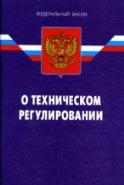 ФЕДЕРАЛЬНЫЙ ЗАКОН
О ТЕХНИЧЕСКОМ
РЕГУЛИРОВАНИИ